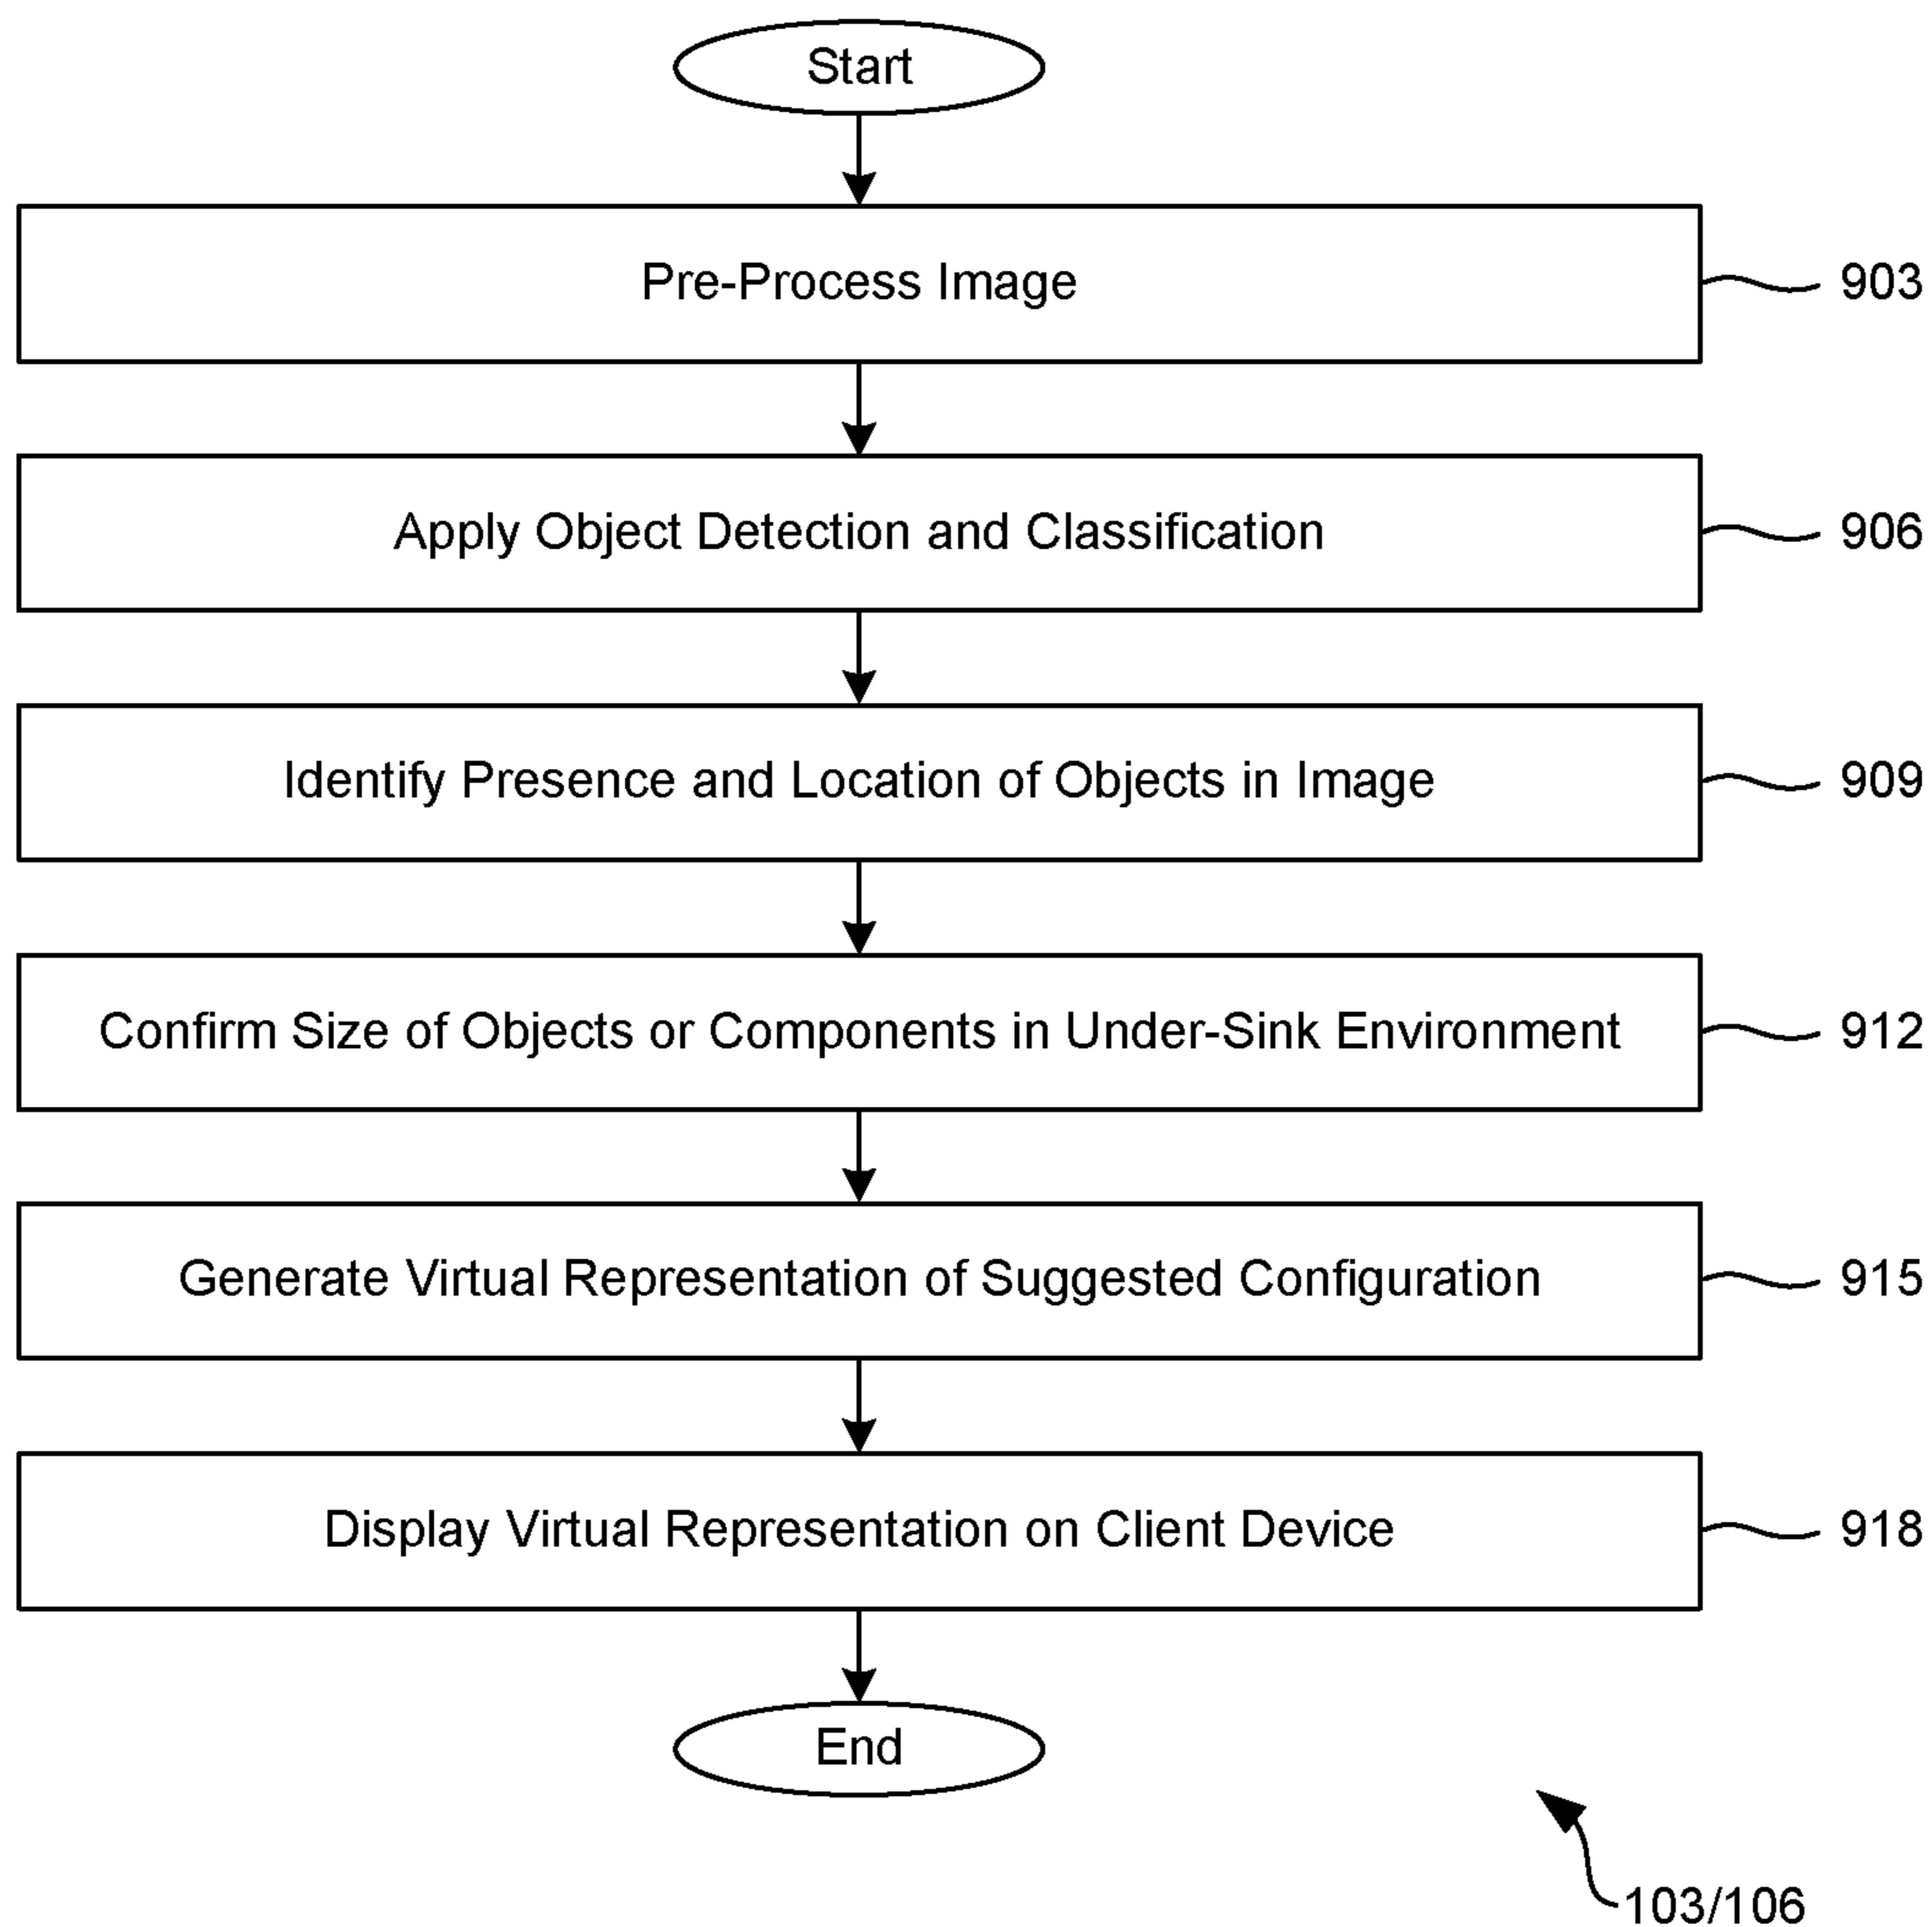 Start
Pre-Process Image
903
Apply Object Detection and Classification
906
Identify Presence and Location of Objects in Image
909
Confirm Size of Objects or Components in Under-Sink Environment
912
Generate Virtual Representation of Suggested Configuration
915
Display Virtual Representation on Client Device
918
End
103/106